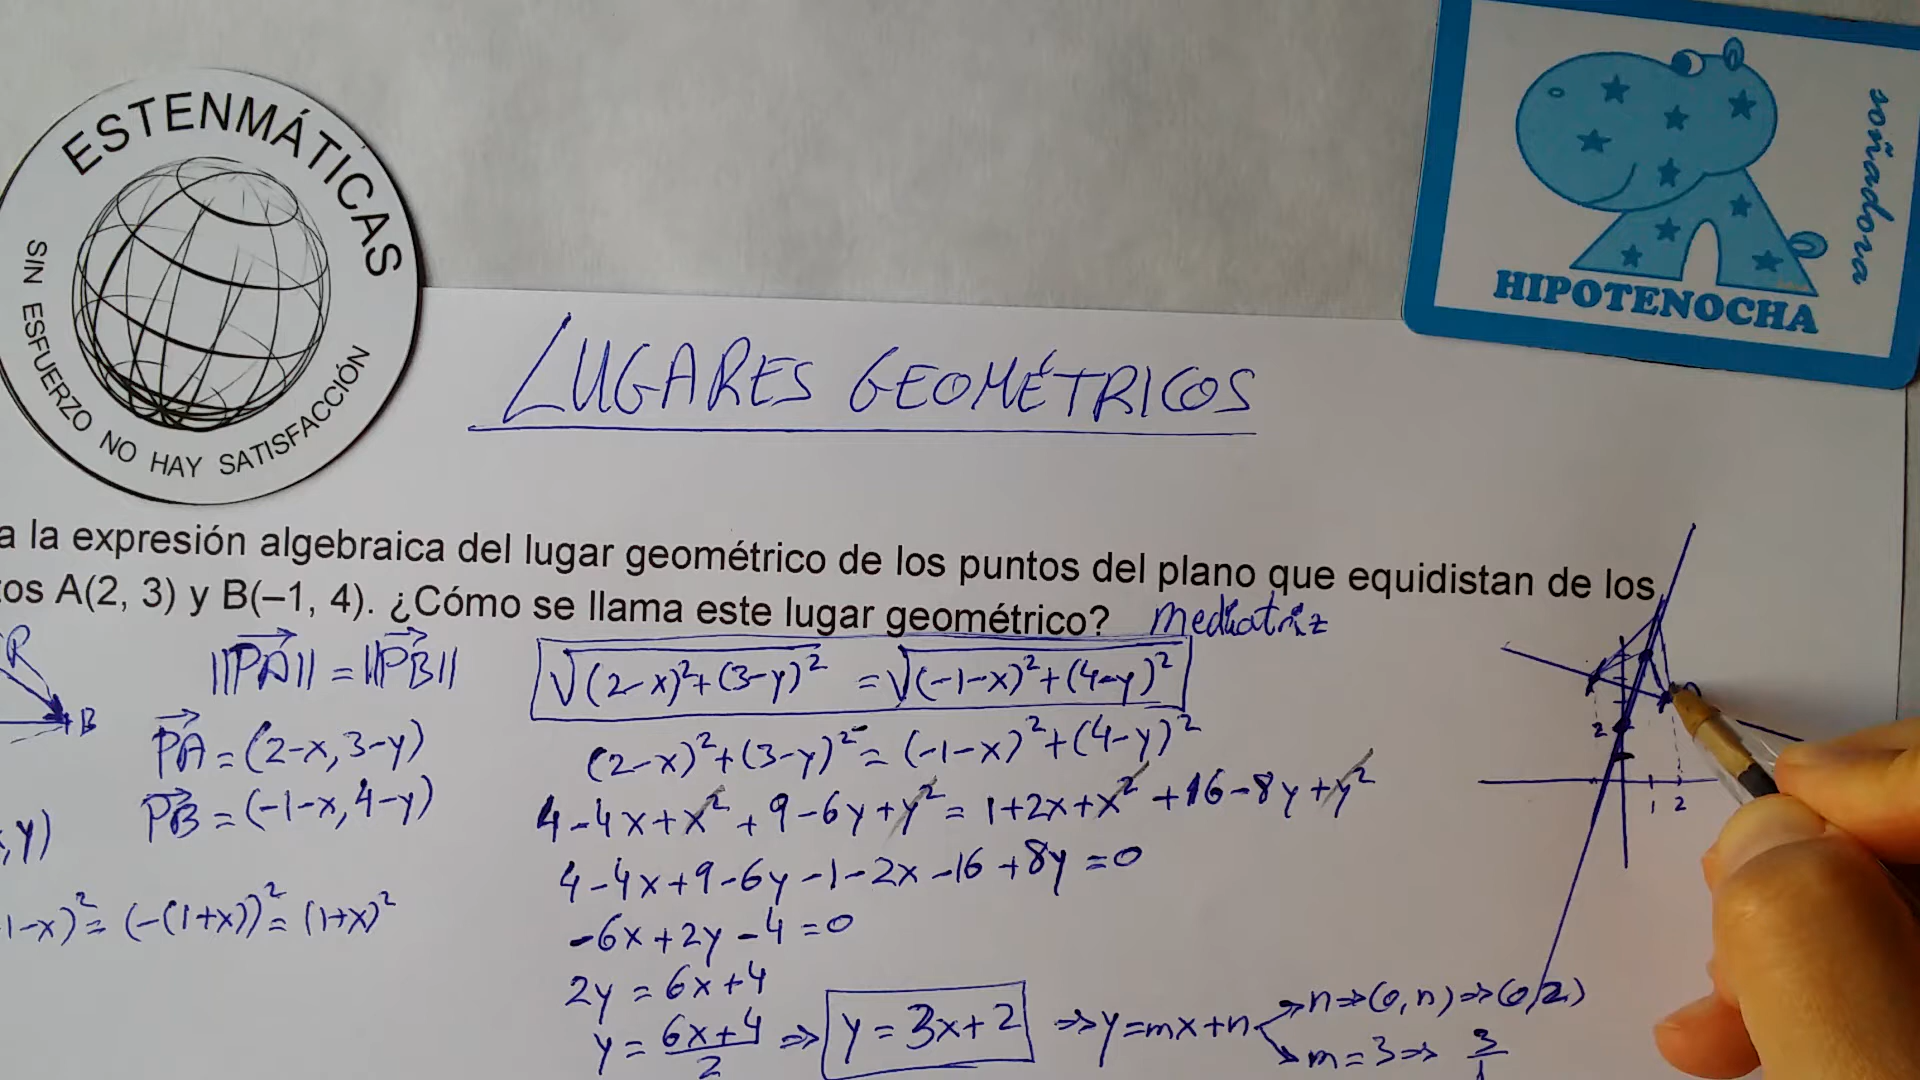 ESTENMÁTICAS
SIN ESFUERZO NO HAY SATISFACCIÓN
soñadora
HIPOTENOCHA
LUGARES GEOMÉTRICOS
a la expresión algebraica del lugar geométrico de los puntos del plano que equidistan de los
tos A(2, 3) y B(–1, 4). ¿Cómo se llama este lugar geométrico? Mediatriz
||PA|| = ||PB||
√(2-x)²+(3-y)² = √(-1-x)²+(4-y)²
B
PA = (2-x, 3-y)
(2-x)²+(3-y)² = (-1-x)²+(4-y)²
PB = (-1-x, 4-y)
4-4x+x²+9-6y+y² = 1+2x+x²+16-8y+y²
,y)
4-4x+9-6y-1-2x-16+8y=0
1-x)² = (-(1+x))² = (1+x)²
-6x+2y-4=0
2y = 6x+4
y = 6x+4/2 ⇒ y = 3x+2 ⇒ y=mx+n
n⇒(0,n)⇒(0,2)
m=3⇒ 3/1
2
1 2